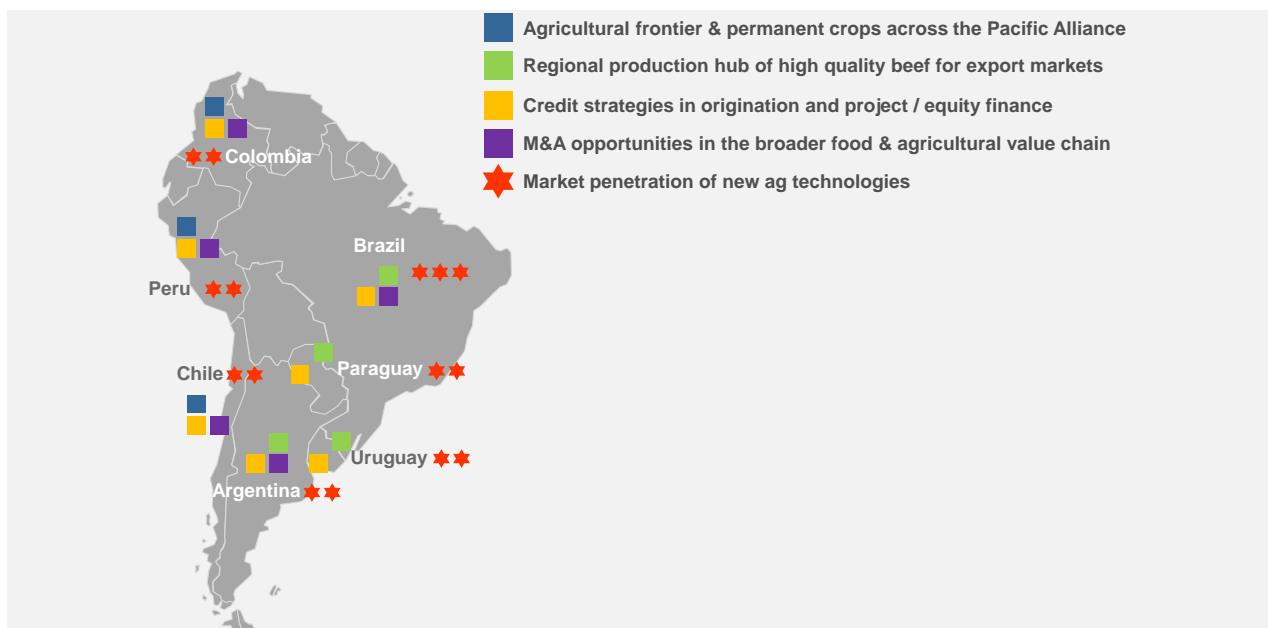 Agricultural frontier & permanent crops across the Pacific Alliance
Regional production hub of high quality beef for export markets
Credit strategies in origination and project / equity finance
M&A opportunities in the broader food & agricultural value chain
Market penetration of new ag technologies
Colombia
Brazil
Peru
Paraguay
Chile
Uruguay
Argentina